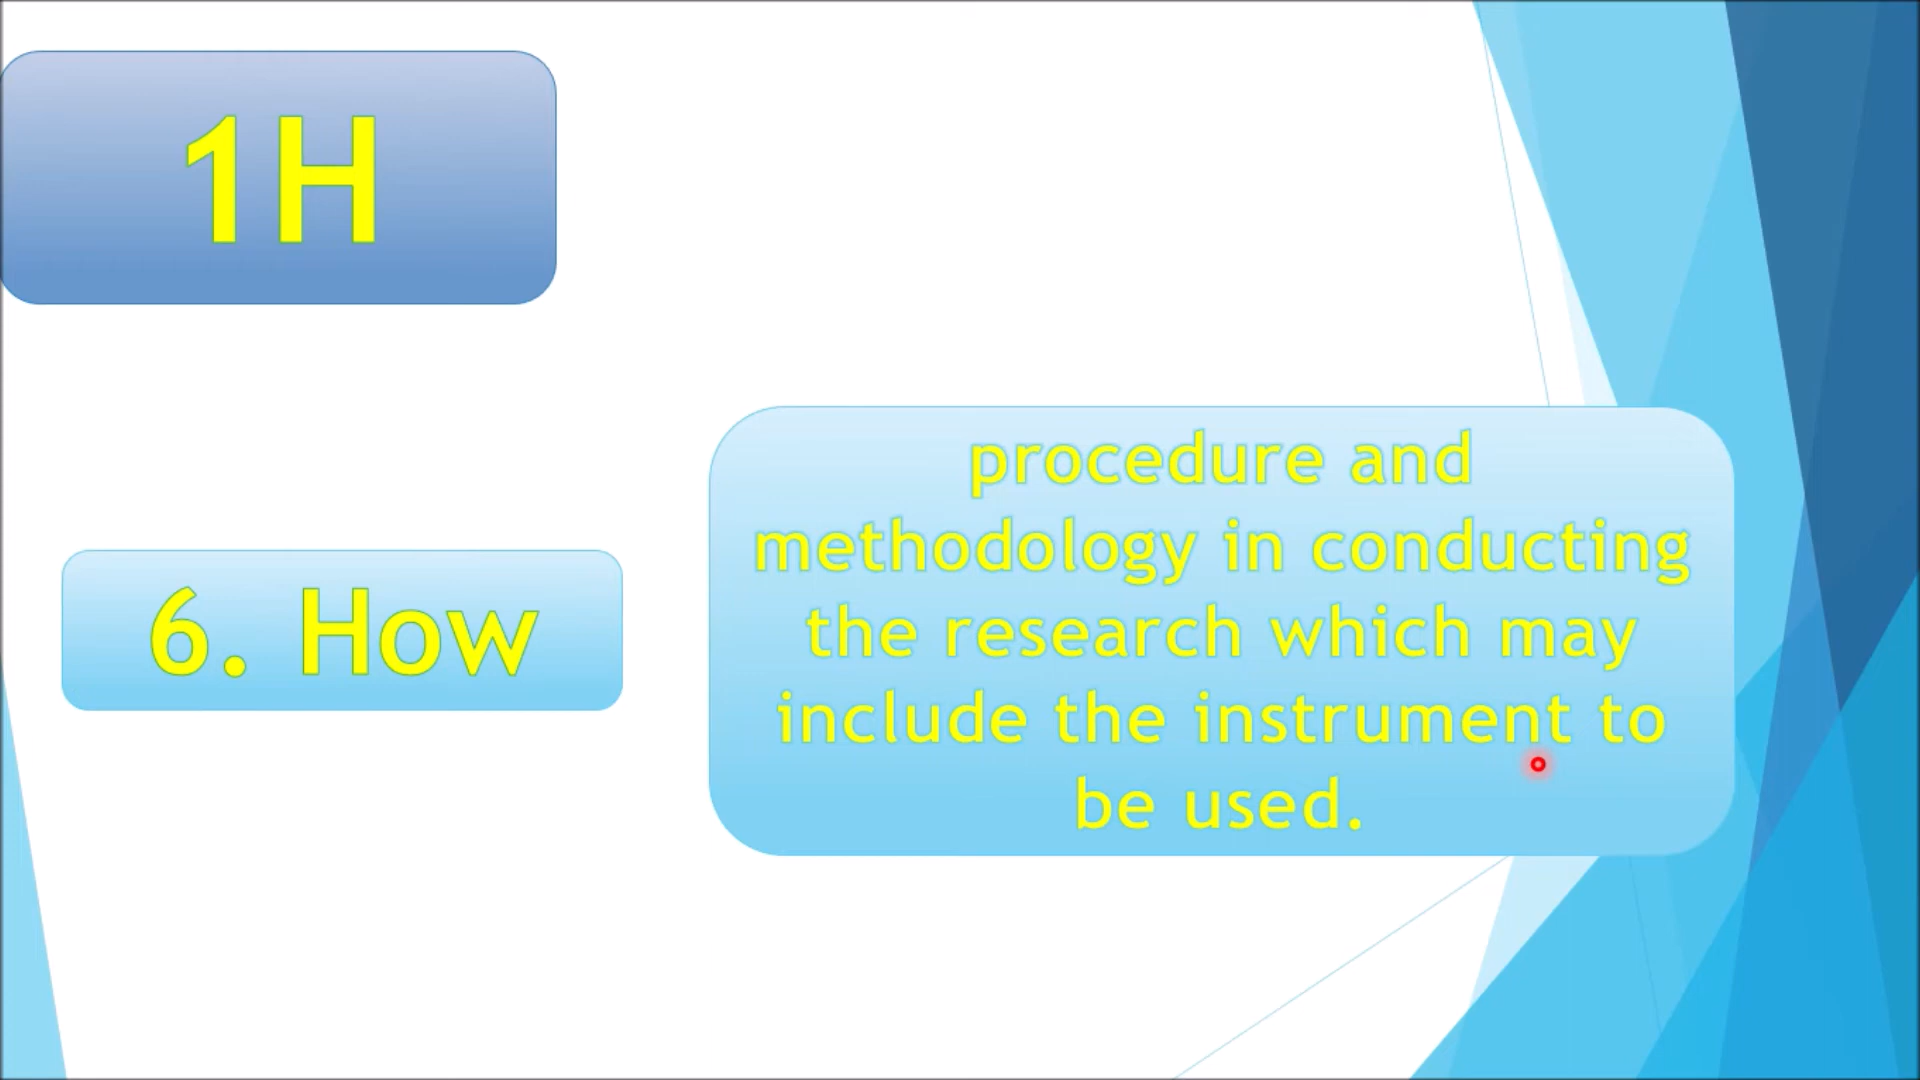 1H
6. How
procedure and
methodology in conducting
the research which may
include the instrument to
be used.